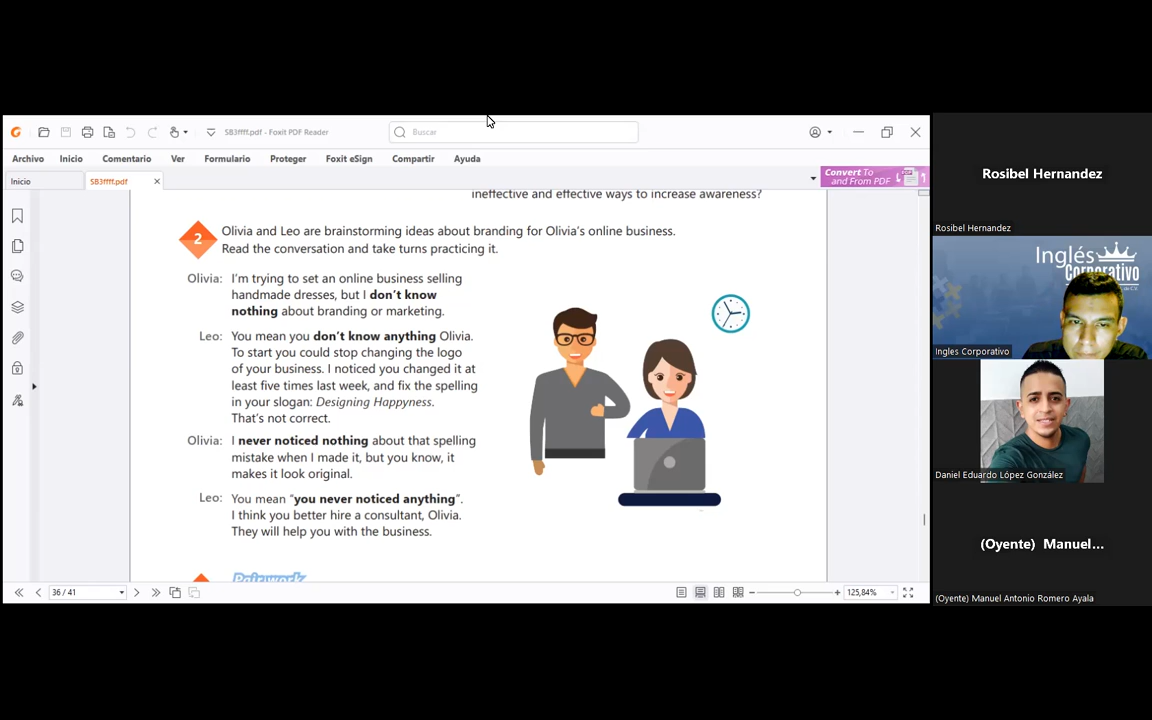 SB3ffff.pdf - Foxit PDF Reader
Buscar
Archivo Inicio Comentario Ver Formulario Proteger Foxit eSign Compartir Ayuda
Inicio SB3ffff.pdf
Convert To
and From PDF
ineffective and effective ways to increase awareness?
2
Olivia and Leo are brainstorming ideas about branding for Olivia's online business.
Read the conversation and take turns practicing it.
Olivia: I'm trying to set an online business selling
handmade dresses, but I don't know
nothing about branding or marketing.
Leo: You mean you don't know anything Olivia.
To start you could stop changing the logo
of your business. I noticed you changed it at
least five times last week, and fix the spelling
in your slogan: Designing Happyness.
That's not correct.
Olivia: I never noticed nothing about that spelling
mistake when I made it, but you know, it
makes it look original.
Leo: You mean "you never noticed anything".
I think you better hire a consultant, Olivia.
They will help you with the business.
Pairwork
36 / 41
125,84%
Rosibel Hernandez
Rosibel Hernandez
Inglés
Corporativo
Ingles Corporativo
Daniel Eduardo López González
(Oyente) Manuel...
(Oyente) Manuel Antonio Romero Ayala